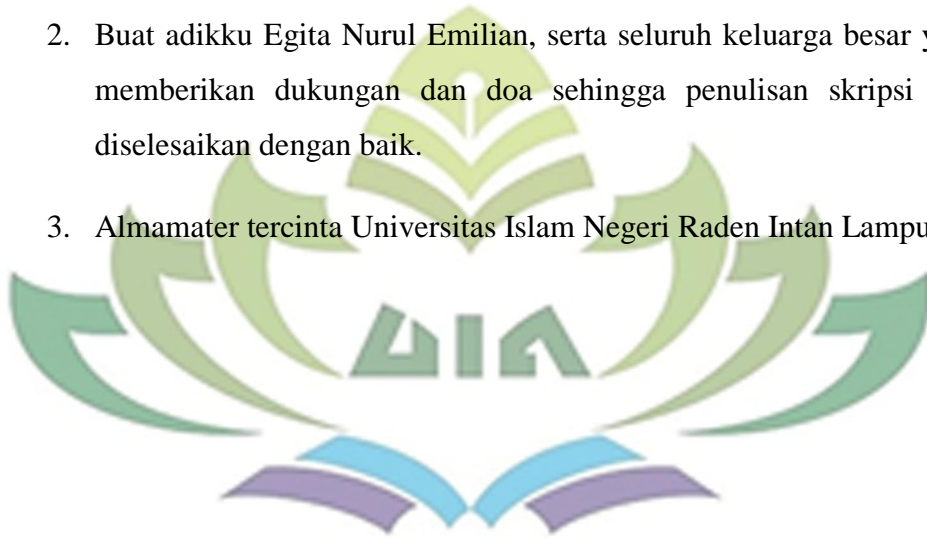 2. Buat adikku Egita Nurul Emilian, serta seluruh keluarga besar
memberikan dukungan dan doa sehingga penulisan skripsi
diselesaikan dengan baik.
3. Almamater tercinta Universitas Islam Negeri Raden Intan
UIN